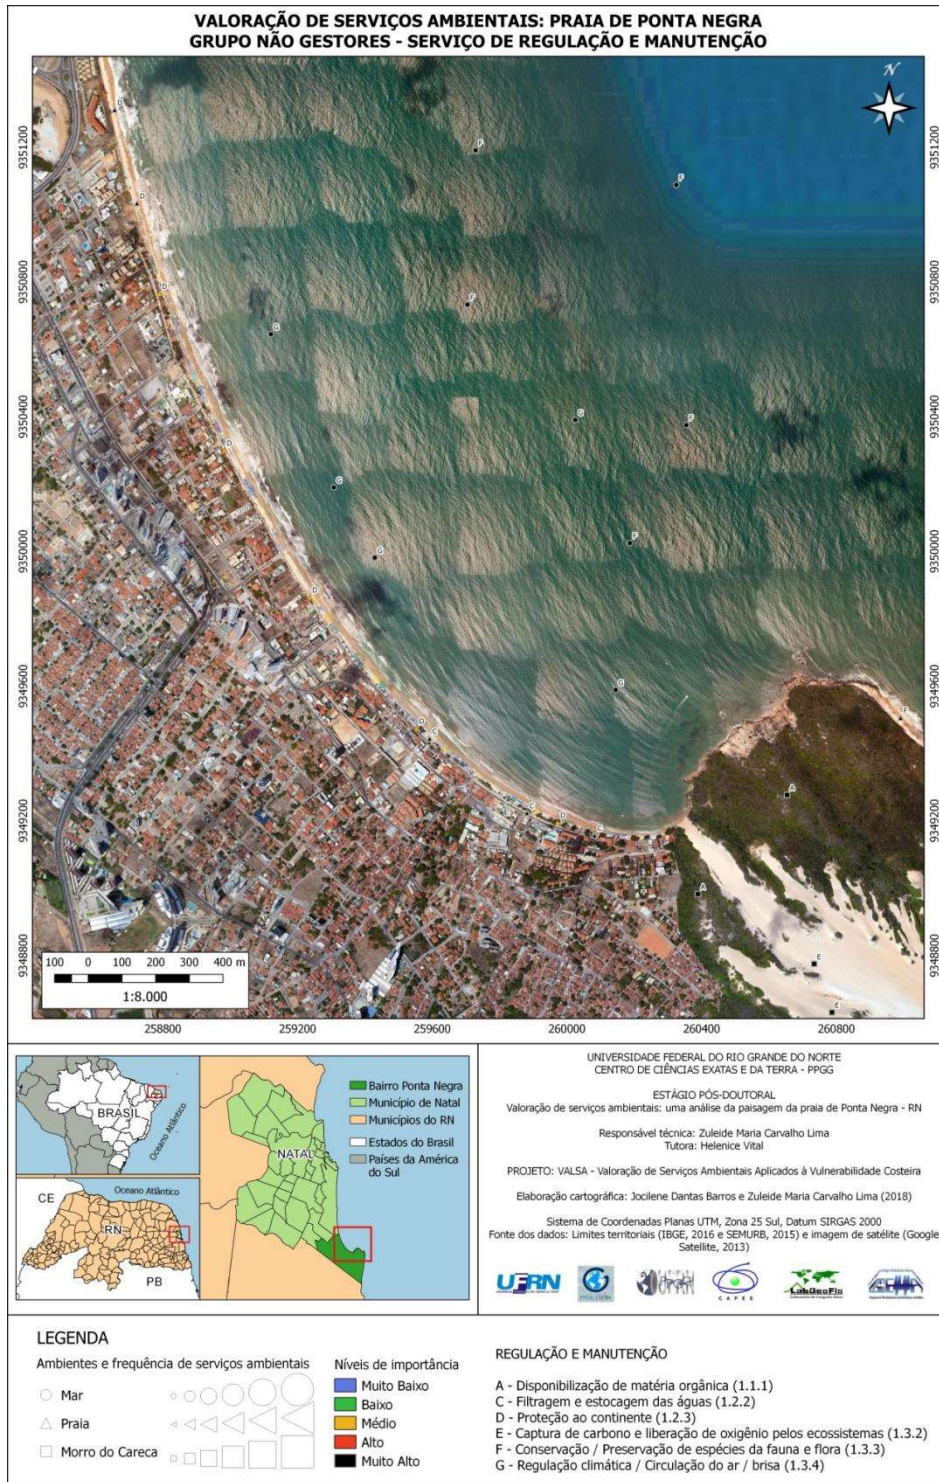 VALORAÇÃO DE SERVIÇOS AMBIENTAIS: PRAIA DE PONTA NEGRA
GRUPO NÃO GESTORES - SERVIÇO DE REGULAÇÃO E MANUTENÇÃO
N
9351200
9350800
9350400
9350000
9349600
9349200
9348800
9351200
9350800
9350400
9350000
9349600
9349200
9348800
D
D
D
D
D
D
C
C
D
C
F
F
F
G
G
F
G
F
G
G
F
A
A
E
E
100 0 100 200 300 400 m
1:8.000
258800 259200 259600 260000 260400 260800
BRASIL
Oceano Atlântico
Oceano Atlântico
CE
RN
PB
NATAL
Bairro Ponta Negra
Município de Natal
Municípios do RN
Estados do Brasil
Países da América
do Sul
UNIVERSIDADE FEDERAL DO RIO GRANDE DO NORTE
CENTRO DE CIÊNCIAS EXATAS E DA TERRA - PPGG
ESTÁGIO PÓS-DOUTORAL
Valoração de serviços ambientais: uma análise da paisagem da praia de Ponta Negra - RN
Responsável técnica: Zuleide Maria Carvalho Lima
Tutora: Helenice Vital
PROJETO: VALSA - Valoração de Serviços Ambientais Aplicados à Vulnerabilidade Costeira
Elaboração cartográfica: Jocilene Dantas Barros e Zuleide Maria Carvalho Lima (2018)
Sistema de Coordenadas Planas UTM, Zona 25 Sul, Datum SIRGAS 2000
Fonte dos dados: Limites territoriais (IBGE, 2016 e SEMURB, 2015) e imagem de satélite (Google
Satellite, 2013)
UFRN
CAPES
LabGeoFis
LEGENDA
Ambientes e frequência de serviços ambientais
Mar
Praia
Morro do Careca
Níveis de importância
Muito Baixo
Baixo
Médio
Alto
Muito Alto
REGULAÇÃO E MANUTENÇÃO
A - Disponibilização de matéria orgânica (1.1.1)
C - Filtragem e estocagem das águas (1.2.2)
D - Proteção ao continente (1.2.3)
E - Captura de carbono e liberação de oxigênio pelos ecossistemas (1.3.2)
F - Conservação / Preservação de espécies da fauna e flora (1.3.3)
G - Regulação climática / Circulação do ar / brisa (1.3.4)